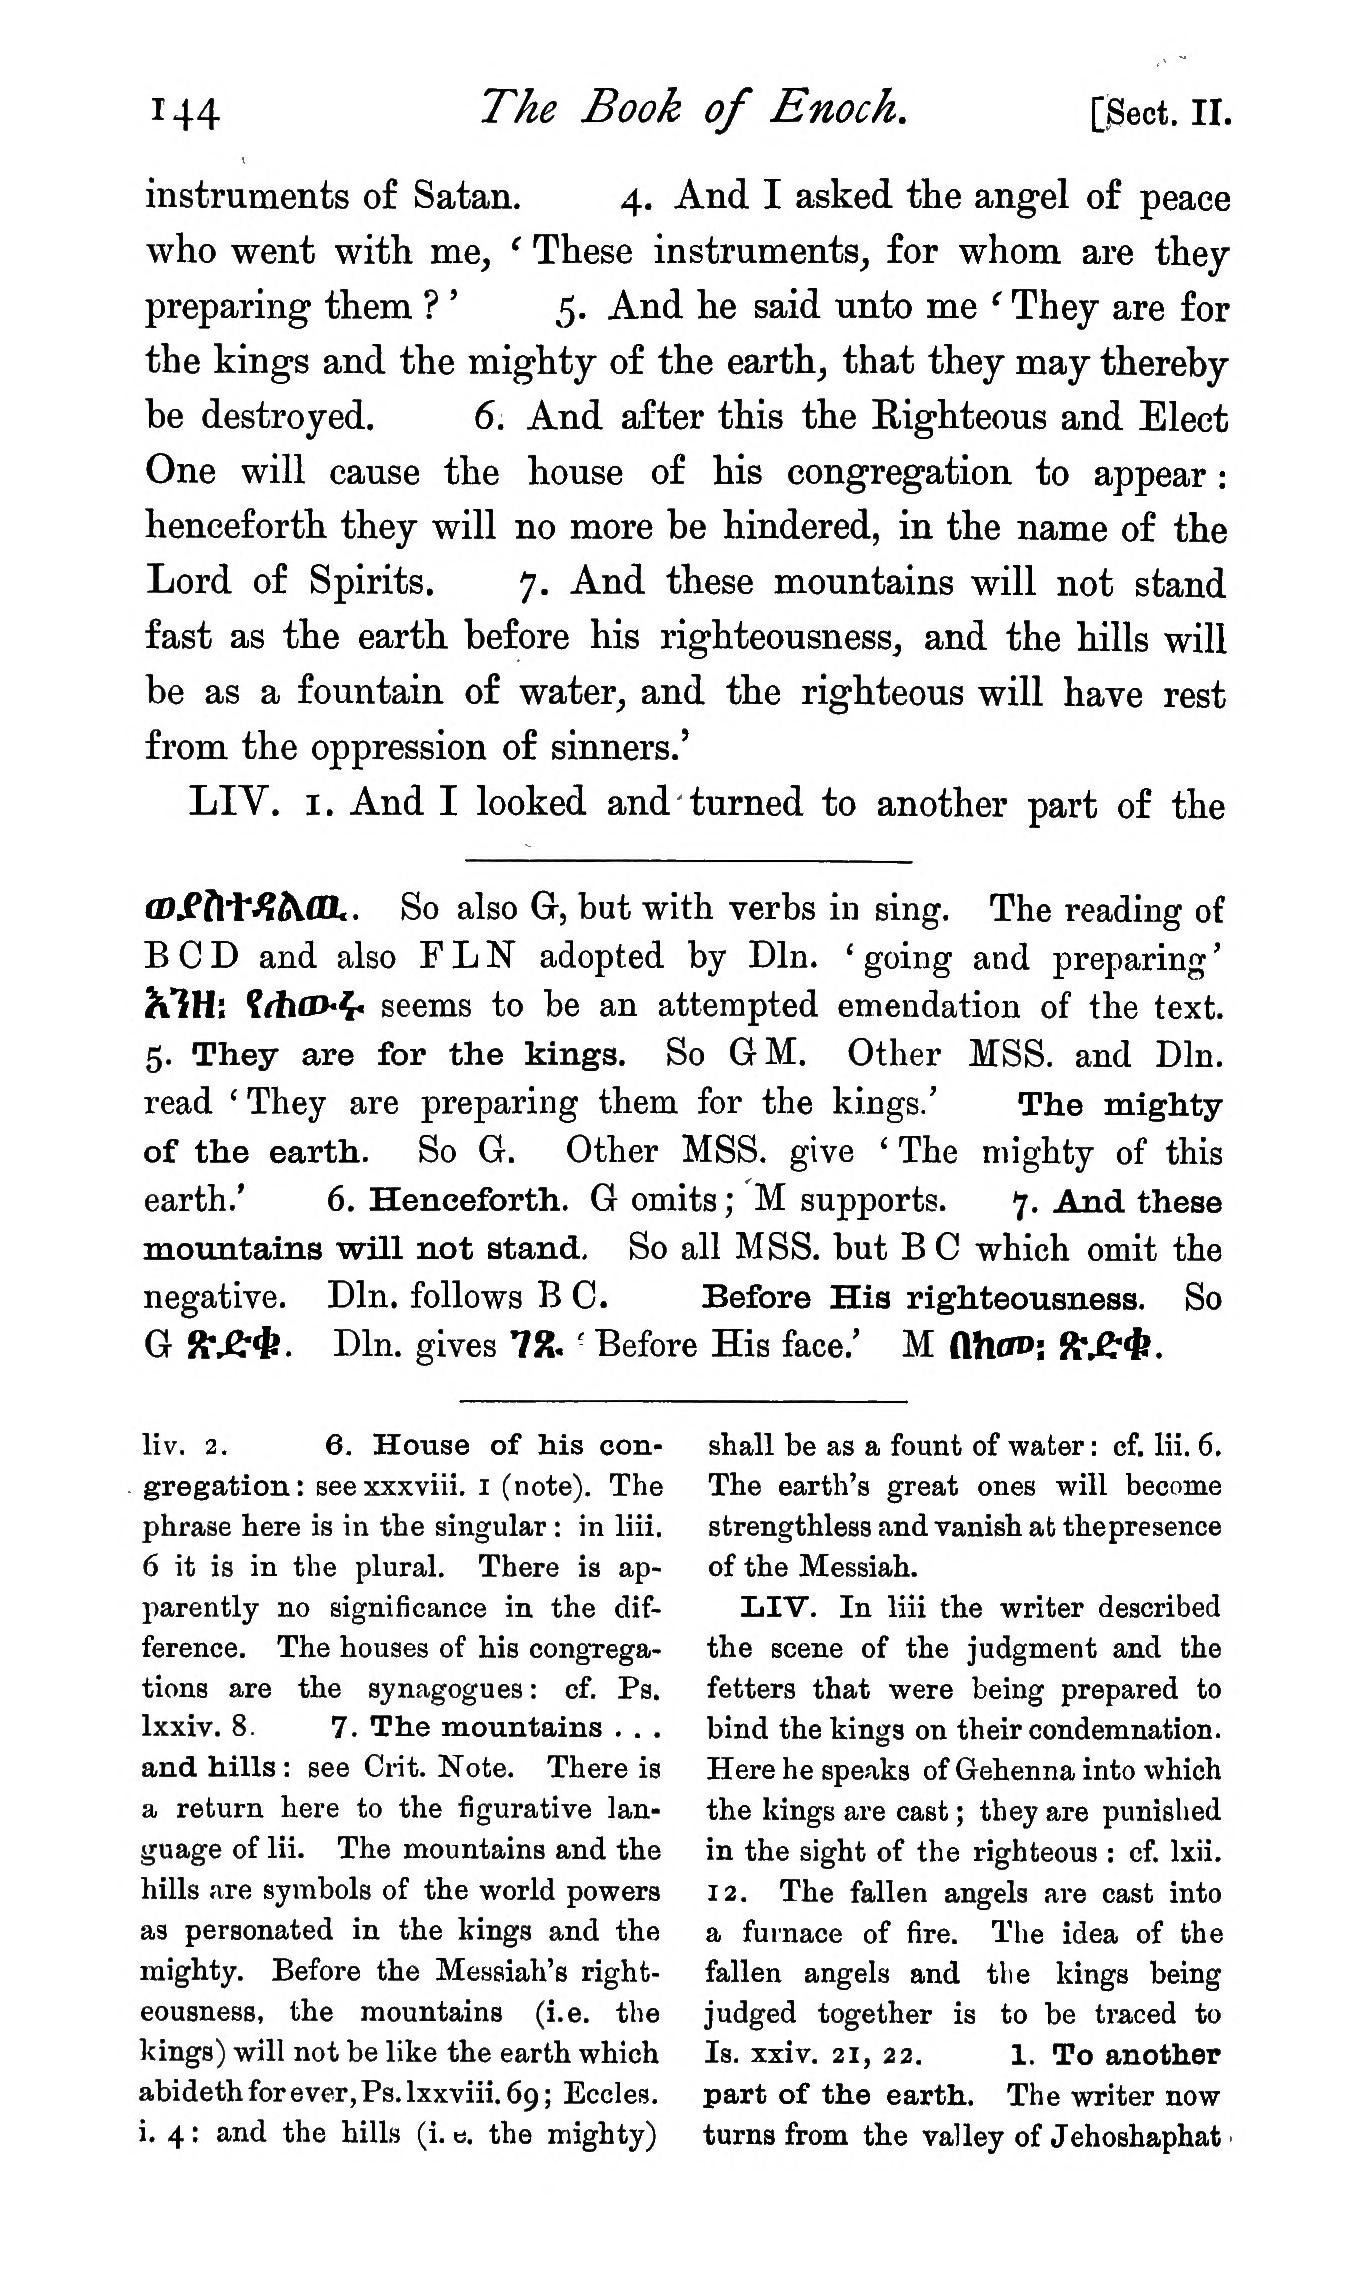 144 The Book of Enoch. [Sect. II.
instruments of Satan. 4. And I asked the angel of peace
who went with me, ‘These instruments, for whom are they
preparing them?’ 5. And he said unto me ‘They are for
the kings and the mighty of the earth, that they may thereby
be destroyed. 6. And after this the Righteous and Elect
One will cause the house of his congregation to appear:
henceforth they will no more be hindered, in the name of the
Lord of Spirits. 7. And these mountains will not stand
fast as the earth before his righteousness, and the hills will
be as a fountain of water, and the righteous will have rest
from the oppression of sinners.’
LIV. 1. And I looked and turned to another part of the
ወያስተዳልዉ. So also G, but with verbs in sing. The reading of
B C D and also F L N adopted by Dln. ‘going and preparing’
እንዘ፡ የሐውሩ seems to be an attempted emendation of the text.
5. They are for the kings. So G M. Other MSS. and Dln.
read ‘They are preparing them for the kings.’ The mighty
of the earth. So G. Other MSS. give ‘The mighty of this
earth.’ 6. Henceforth. G omits; M supports. 7. And these
mountains will not stand. So all MSS. but B C which omit the
negative. Dln. follows B C. Before His righteousness. So
G ጽድቁ. Dln. gives ገጹ ‘Before His face.’ M በከመ፡ ጽድቁ.
liv. 2. 6. House of his con-
gregation: see xxxviii. 1 (note). The
phrase here is in the singular: in liii.
6 it is in the plural. There is ap-
parently no significance in the dif-
ference. The houses of his congrega-
tions are the synagogues: cf. Ps.
lxxiv. 8. 7. The mountains . . .
and hills: see Crit. Note. There is
a return here to the figurative lan-
guage of lii. The mountains and the
hills are symbols of the world powers
as personated in the kings and the
mighty. Before the Messiah’s right-
eousness, the mountains (i.e. the
kings) will not be like the earth which
abideth for ever, Ps. lxxviii. 69; Eccles.
i. 4: and the hills (i.e. the mighty)
shall be as a fount of water: cf. lii. 6.
The earth’s great ones will become
strengthless and vanish at thepresence
of the Messiah.
LIV. In liii the writer described
the scene of the judgment and the
fetters that were being prepared to
bind the kings on their condemnation.
Here he speaks of Gehenna into which
the kings are cast; they are punished
in the sight of the righteous: cf. lxii.
12. The fallen angels are cast into
a furnace of fire. The idea of the
fallen angels and the kings being
judged together is to be traced to
Is. xxiv. 21, 22. 1. To another
part of the earth. The writer now
turns from the valley of Jehoshaphat